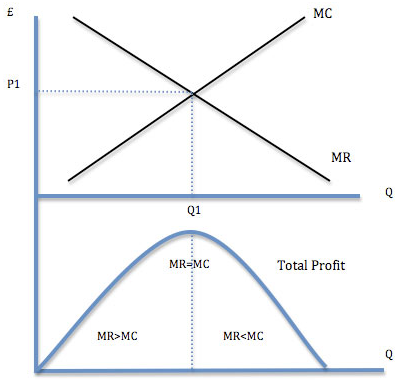 £
MC
P1
MR
Q
Q1
MR=MC
Total Profit
MR>MC
MR<MC
Q